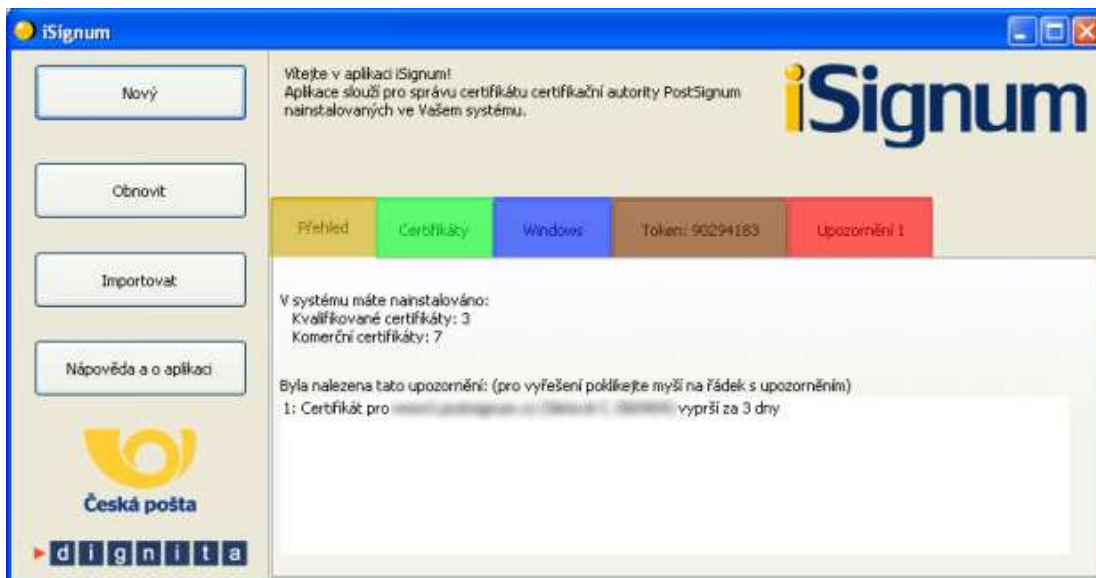 iSignum
Nový
Obnovit
Importovat
Nápověda a o aplikaci
Česká pošta
dignita
Vítejte v aplikaci iSignum!
Aplikace slouží pro správu certifikátu certifikační autority PostSignum
nainstalovaných ve Vašem systému.
iSignum
Přehled
Certifikáty
Windows
Token: 90294183
Upozornění 1
V systému máte nainstalováno:
Kvalifikované certifikáty: 3
Komerční certifikáty: 7
Byla nalezena tato upozornění: (pro vyřešení poklikejte myší na řádek s upozorněním)
1: Certifikát pro vyprší za 3 dny